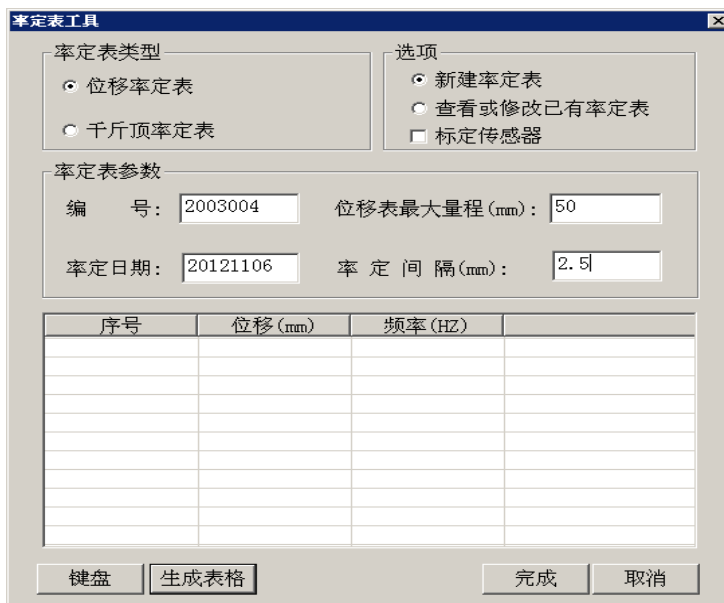 率定表工具
率定表类型
位移率定表
千斤顶率定表
选项
新建率定表
查看或修改已有率定表
标定传感器
率定表参数
编 号: 2003004 位移表最大量程(mm): 50
率定日期: 20121106 率 定 间 隔(mm): 2.5
序号 位移(mm) 频率(HZ)
键盘 生成表格 完成 取消